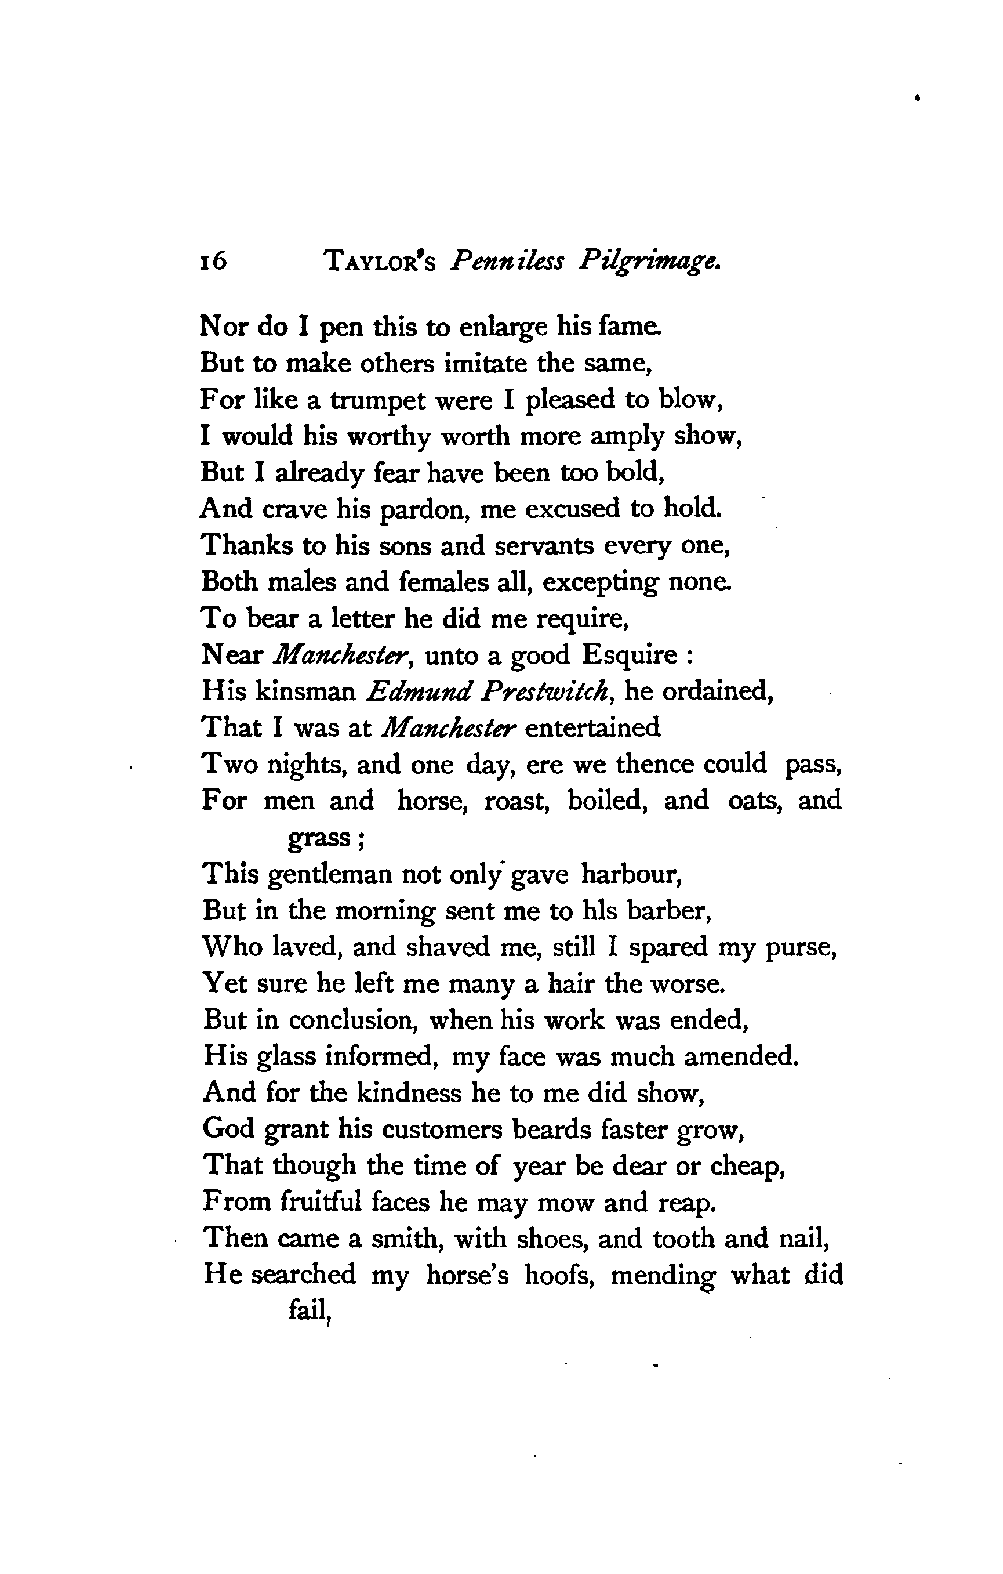 16 TAYLOR's Penniless Pilgrimage.
Nor do I pen this to enlarge his fame.
But to make others imitate the same,
For like a trumpet were I pleased to blow,
I would his worthy worth more amply show,
But I already fear have been too bold,
And crave his pardon, me excused to hold.
Thanks to his sons and servants every one,
Both males and females all, excepting none.
To bear a letter he did me require,
Near Manchester, unto a good Esquire :
His kinsman Edmund Prestwitch, he ordained,
That I was at Manchester entertained
Two nights, and one day, ere we thence could pass,
For men and horse, roast, boiled, and oats, and
grass ;
This gentleman not only gave harbour,
But in the morning sent me to hls barber,
Who laved, and shaved me, still I spared my purse,
Yet sure he left me many a hair the worse.
But in conclusion, when his work was ended,
His glass informed, my face was much amended.
And for the kindness he to me did show,
God grant his customers beards faster grow,
That though the time of year be dear or cheap,
From fruitful faces he may mow and reap.
Then came a smith, with shoes, and tooth and nail,
He searched my horse's hoofs, mending what did
fail,